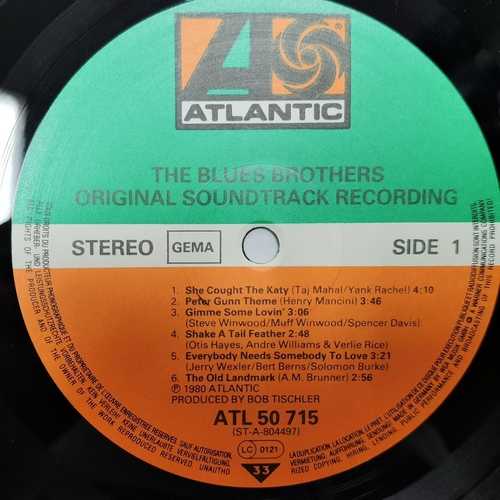 ATLANTIC
THE BLUES BROTHERS
ORIGINAL SOUNDTRACK RECORDING
STEREO GEMA SIDE 1
1. She Cought The Katy (Taj Mahal/Yank Rachel) 4:10
2. Peter Gunn Theme (Henry Mancini) 3:46
3. Gimme Some Lovin' 3:06
(Steve Winwood/Muff Winwood/Spencer Davis)
4. Shake A Tail Feather 2:48
(Otis Hayes, Andre Williams & Verlie Rice)
5. Everybody Needs Somebody To Love 3:21
(Jerry Wexler/Bert Berns/Solomon Burke)
6. The Old Landmark (A.M. Brunner) 2:56
℗ 1980 ATLANTIC
PRODUCED BY BOB TISCHLER
ATL 50 715
(ST-A-804497)
LC 0121
33